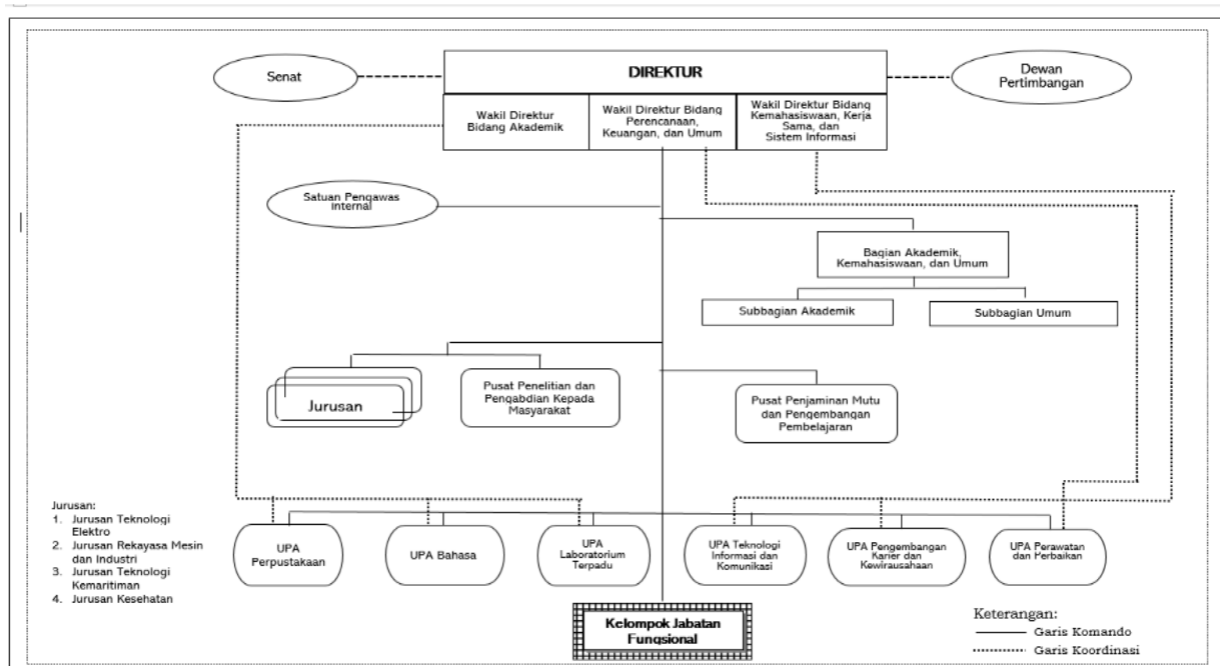 Senat
DIREKTUR
Dewan
Pertimbangan
Wakil Direktur
Bidang Akademik
Wakil Direktur Bidang
Perencanaan,
Keuangan, dan Umum
Wakil Direktur Bidang
Kemahasiswaan, Kerja
Sama, dan
Sistem Informasi
Satuan Pengawas
internal
Bagian Akademik,
Kemahasiswaan, dan Umum
Subbagian Akademik
Subbagian Umum
Jurusan
Pusat Penelitian dan
Pengabdian Kepada
Masyarakat
Pusat Penjaminan Mutu
dan Pengembangan
Pembelajaran
Jurusan:
1. Jurusan Teknologi
Elektro
2. Jurusan Rekayasa Mesin
dan Industri
3. Jurusan Teknologi
Kemaritiman
4. Jurusan Kesehatan
UPA
Perpustakaan
UPA Bahasa
UPA
Laboratorium
Terpadu
UPA Teknologi
Informasi dan
Komunikasi
UPA Pengembangan
Karier dan
Kewirausahaan
UPA Perawatan
dan Perbaikan
Kelompok Jabatan
Fungsional
Keterangan:
Garis Komando
Garis Koordinasi